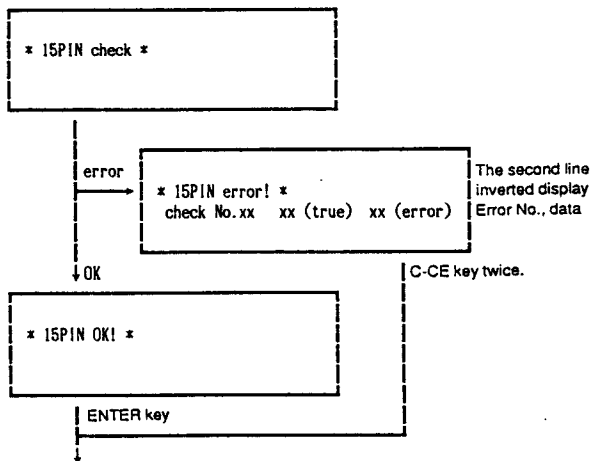 * 15PIN check *
error
* 15PIN error! *
check No.xx xx (true) xx (error)
The second line
inverted display
Error No., data
OK
C-CE key twice.
* 15PIN OK! *
ENTER key